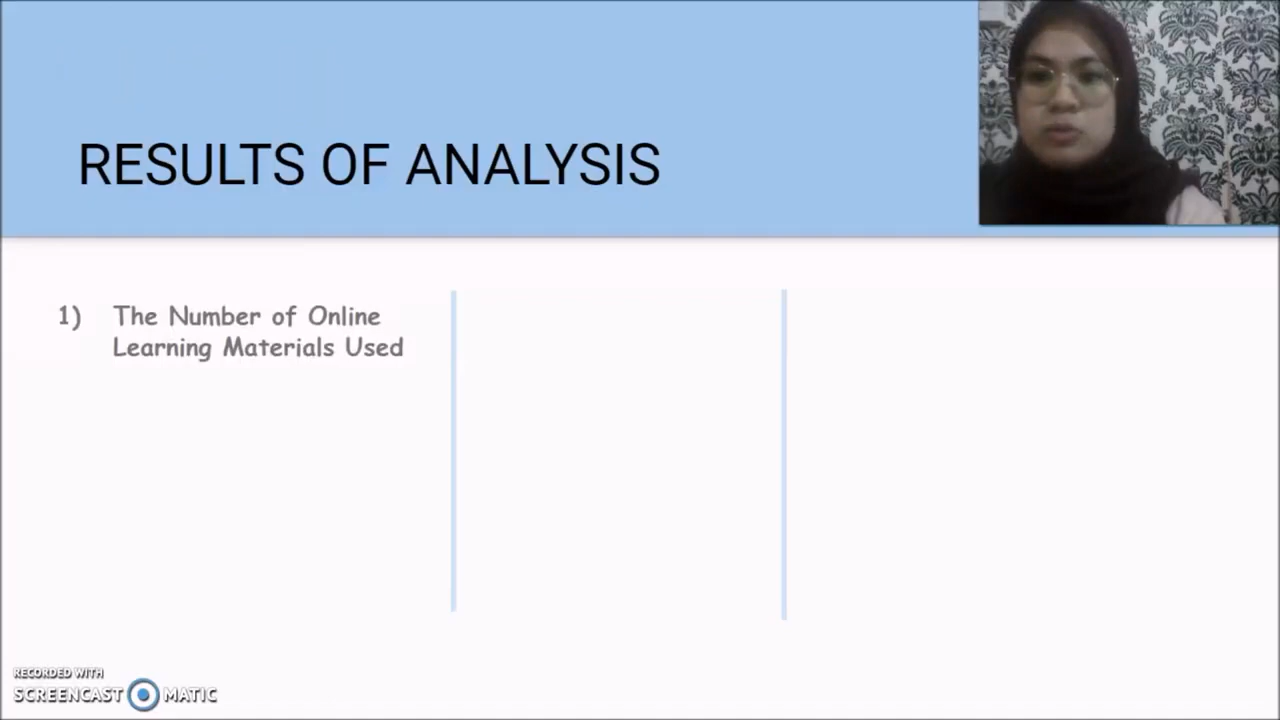 RESULTS OF ANALYSIS
1) The Number of Online
Learning Materials Used
RECORDED WITH
SCREENCAST MATIC